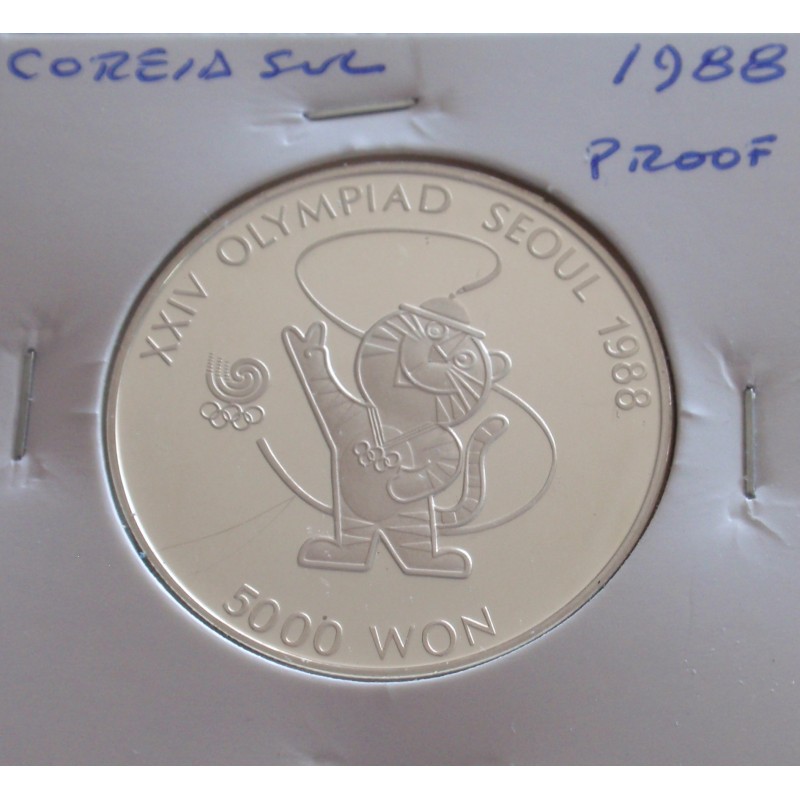 COREIA SUL
1988
PROOF
XXIV OLYMPIAD SEOUL 1988
5000 WON